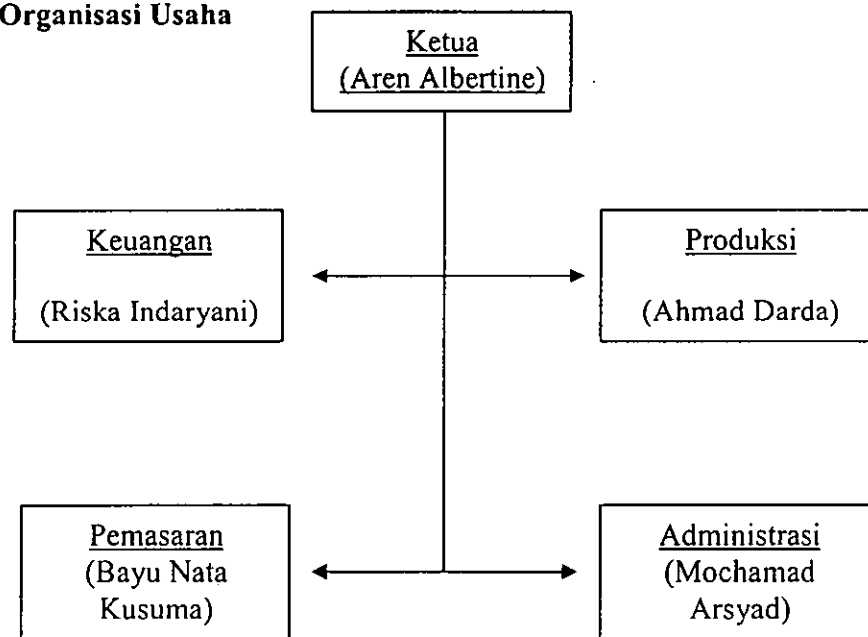 Organisasi Usaha
Ketua
(Aren Albertine)
Keuangan
(Riska Indaryani)
Produksi
(Ahmad Darda)
Pemasaran
(Bayu Nata
Kusuma)
Administrasi
(Mochamad
Arsyad)